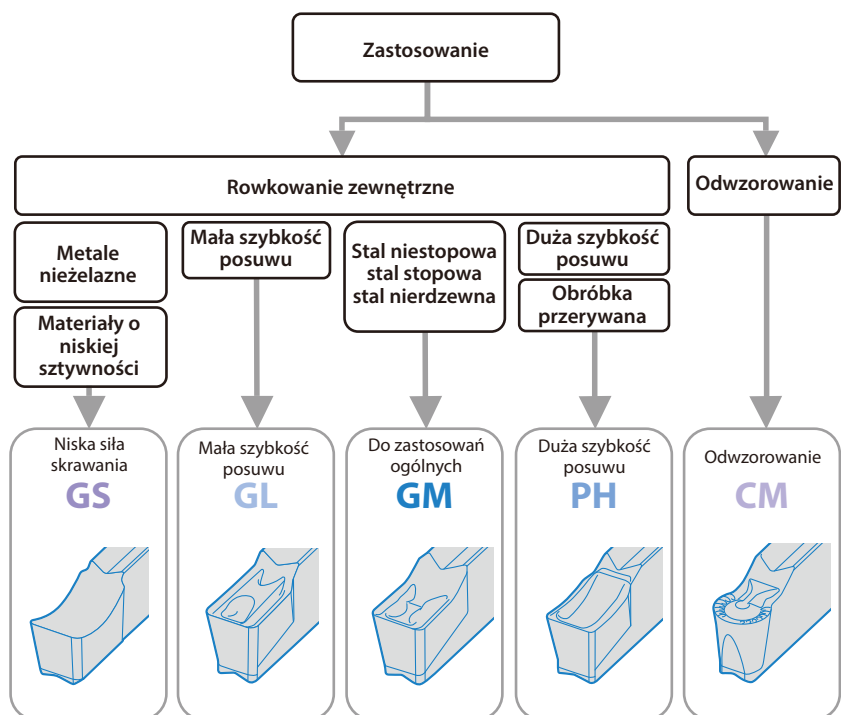 Zastosowanie
Rowkowanie zewnętrzne
Odwzorowanie
Metale
nieżelazne
Materiały o
niskiej
sztywności
Mała szybkość
posuwu
Stal niestopowa
stal stopowa
stal nierdzewna
Duża szybkość
posuwu
Obróbka
przerywana
Niska siła
skrawania
GS
Mała szybkość
posuwu
GL
Do zastosowań
ogólnych
GM
Duża szybkość
posuwu
PH
Odwzorowanie
CM